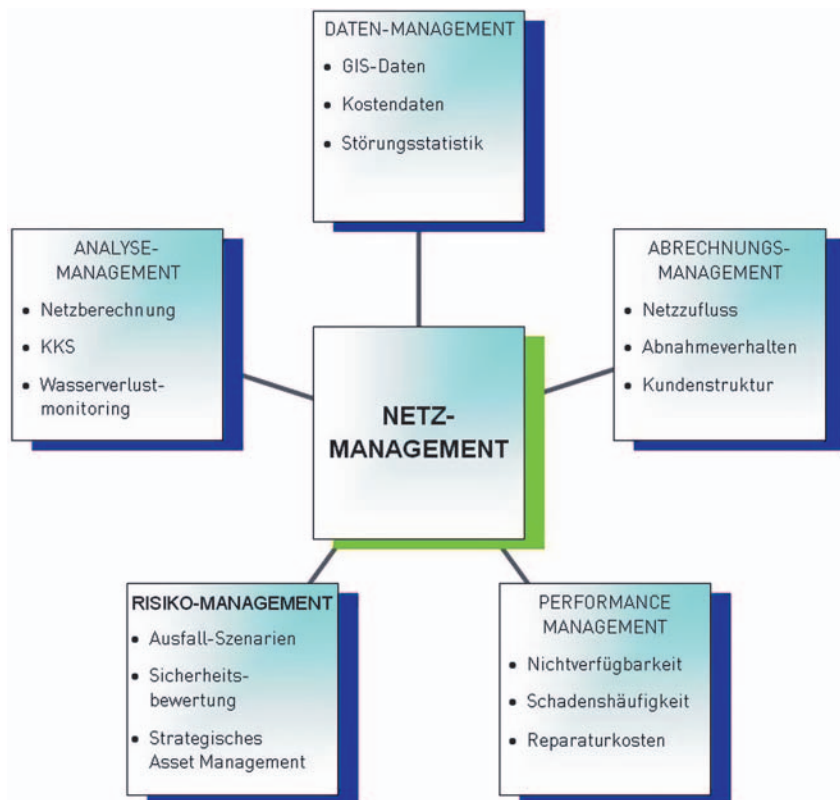 DATEN-MANAGEMENT
• GIS-Daten
• Kostendaten
• Störungsstatistik
ANALYSE-
MANAGEMENT
• Netzberechnung
• KKS
• Wasserverlust-
monitoring
ABRECHNUNGS-
MANAGEMENT
• Netzzufluss
• Abnahmeverhalten
• Kundenstruktur
NETZ-
MANAGEMENT
RISIKO-MANAGEMENT
• Ausfall-Szenarien
• Sicherheits-
bewertung
• Strategisches
Asset Management
PERFORMANCE
MANAGEMENT
• Nichtverfügbarkeit
• Schadenshäufigkeit
• Reparaturkosten